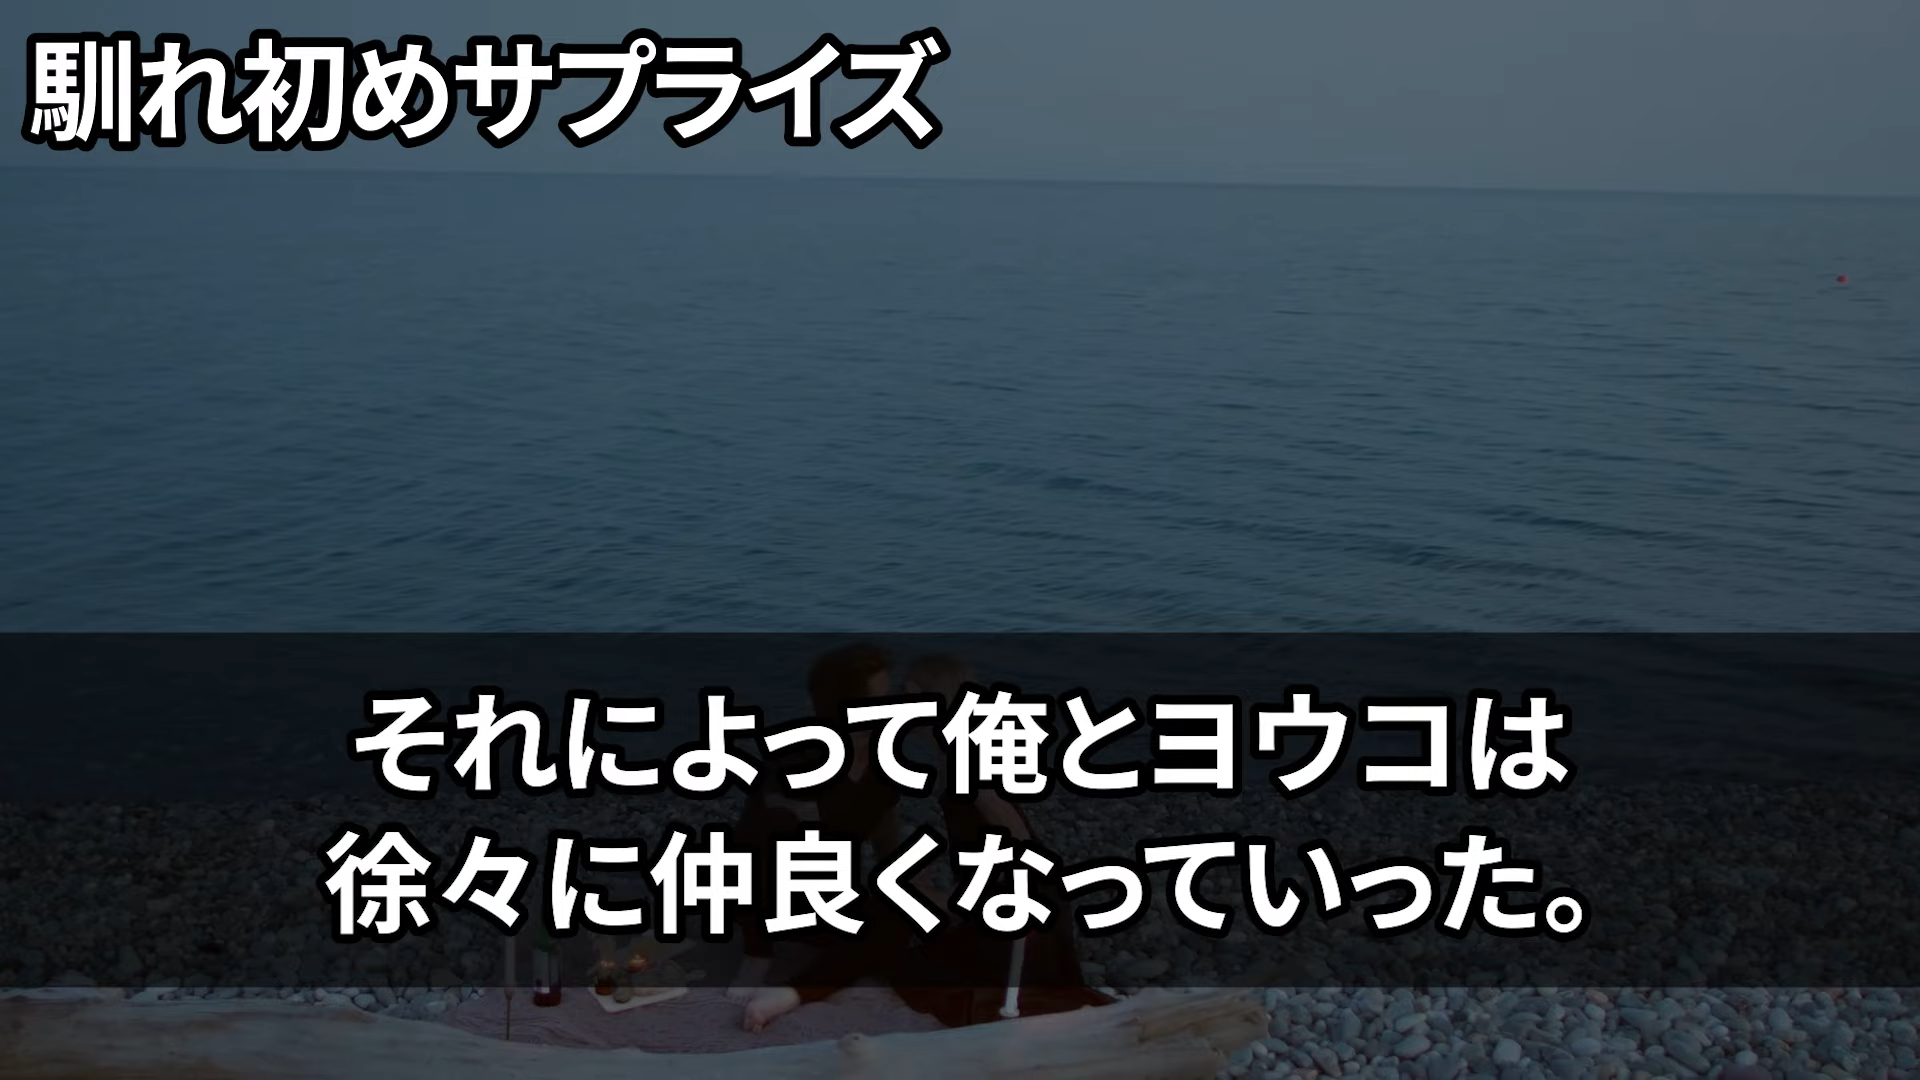 馴れ初めサプライズ
それによって俺とヨウコは
徐々に仲良くなっていった。